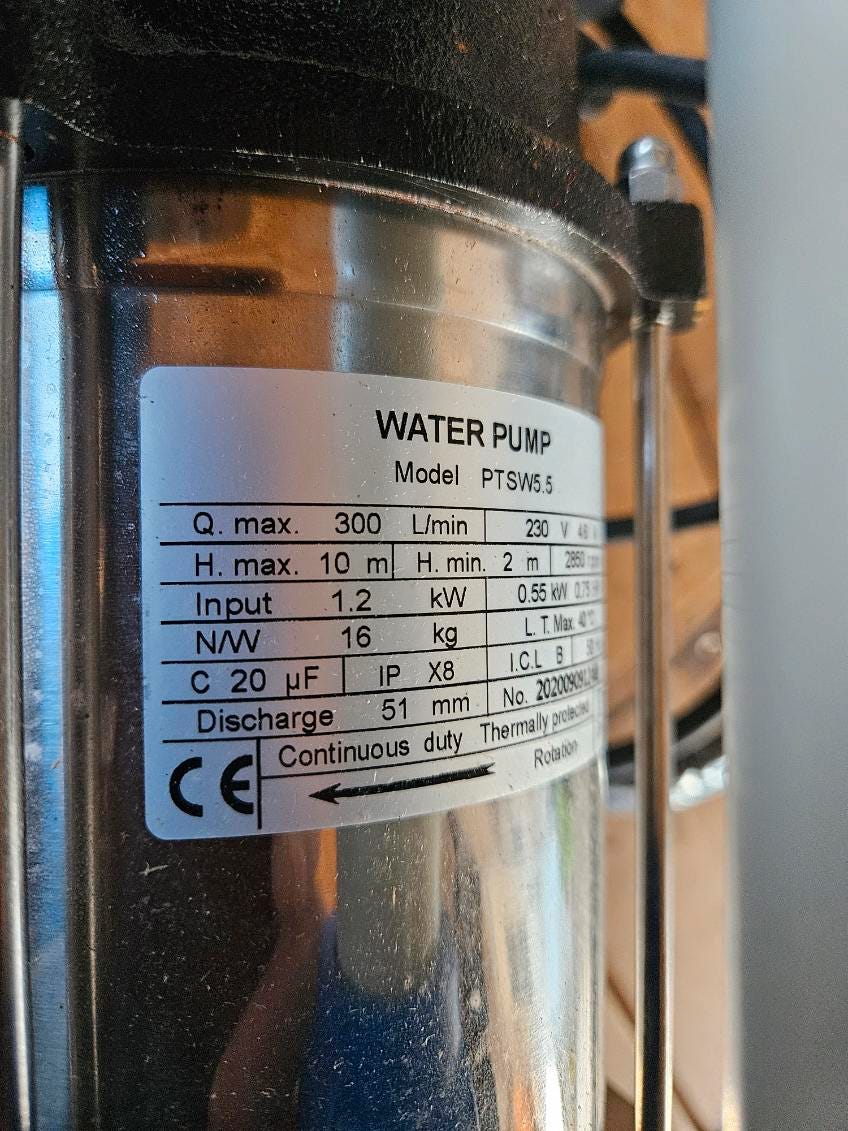 WATER PUMP
Model PTSW5.5
Q. max. 300 L/min 230 V
H. max. 10 m H. min. 2 m 2850
Input 1.2 kW 0.55 kW 0.75
N/W 16 kg L. T. Max. 40°C
C 20 µF IP X8 I.C.L B
Discharge 51 mm No.
Continuous duty Thermally protected
CE Rotation